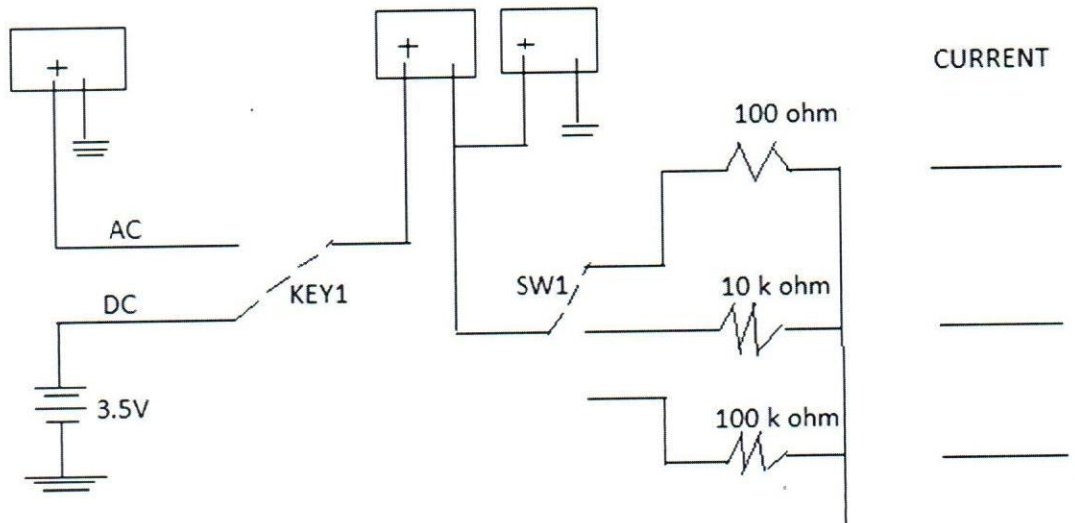 +
+
+
CURRENT
100 ohm
AC
KEY1
SW1
10 k ohm
DC
3.5V
100 k ohm